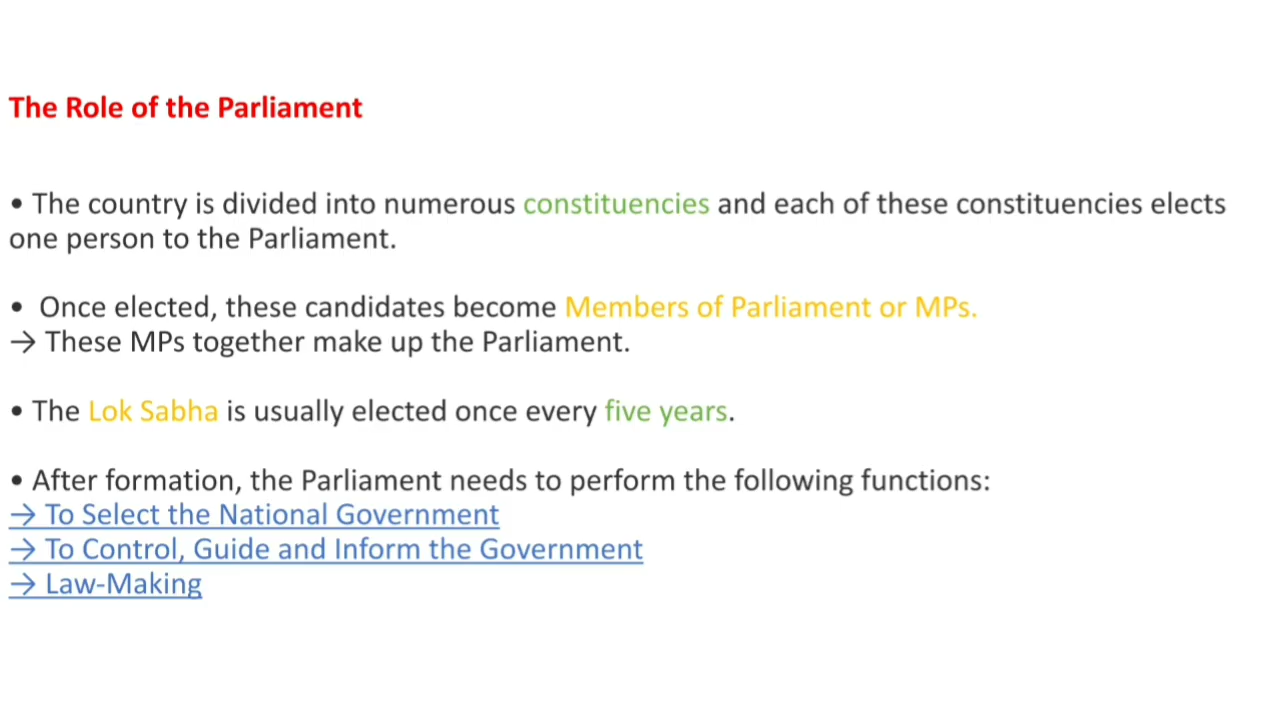 The Role of the Parliament
• The country is divided into numerous constituencies and each of these constituencies elects
one person to the Parliament.
•  Once elected, these candidates become Members of Parliament or MPs.
→ These MPs together make up the Parliament.
• The Lok Sabha is usually elected once every five years.
• After formation, the Parliament needs to perform the following functions:
→ To Select the National Government
→ To Control, Guide and Inform the Government
→ Law-Making